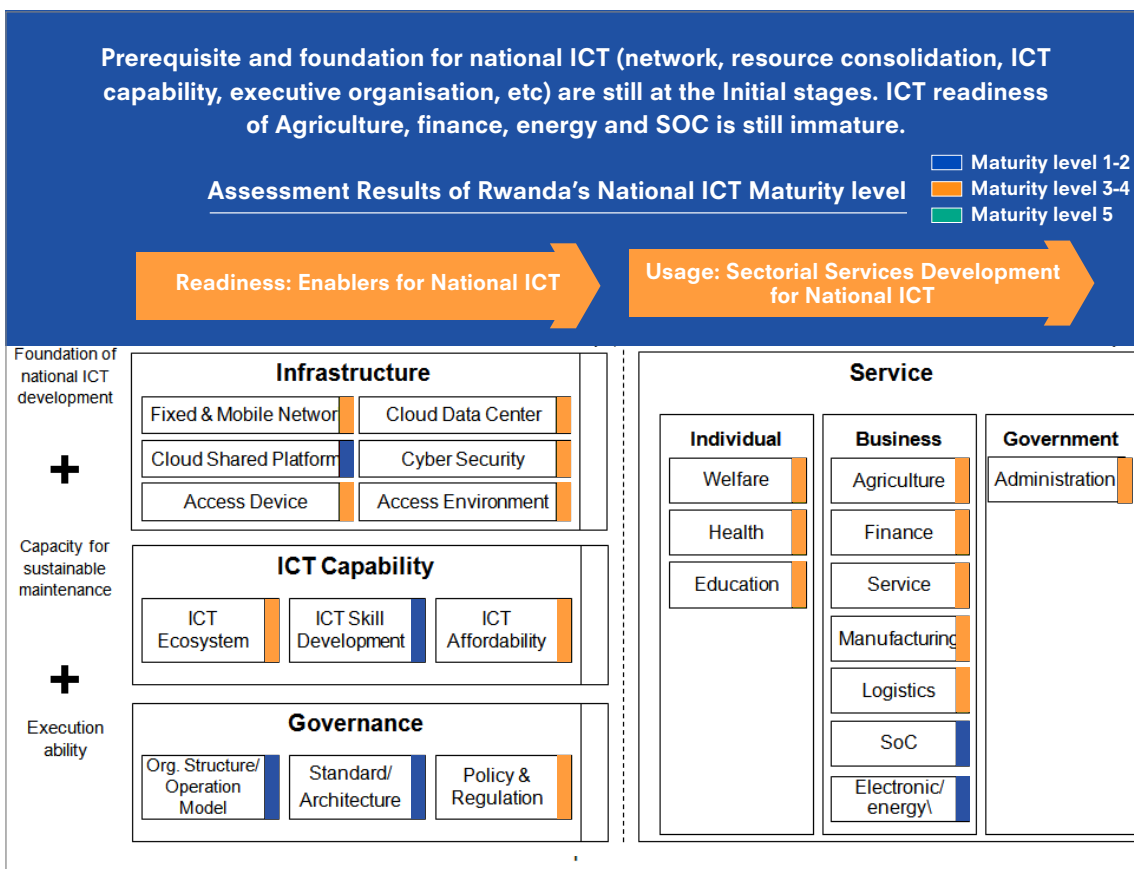 Prerequisite and foundation for national ICT (network, resource consolidation, ICT
capability, executive organisation, etc) are still at the Initial stages. ICT readiness
of Agriculture, finance, energy and SOC is still immature.
Assessment Results of Rwanda's National ICT Maturity level
Maturity level 1-2
Maturity level 3-4
Maturity level 5
Readiness: Enablers for National ICT
Usage: Sectorial Services Development
for National ICT
Foundation of
national ICT
development
+
Capacity for
sustainable
maintenance
+
Execution
ability
Infrastructure
Fixed & Mobile Networ
Cloud Data Center
Cloud Shared Platform
Cyber Security
Access Device
Access Environment
ICT Capability
ICT
Ecosystem
ICT Skill
Development
ICT
Affordability
Governance
Org. Structure/
Operation
Model
Standard/
Architecture
Policy &
Regulation
Service
Individual
Welfare
Health
Education
Business
Agriculture
Finance
Service
Manufacturing
Logistics
SoC
Electronic/
energy\
Government
Administration